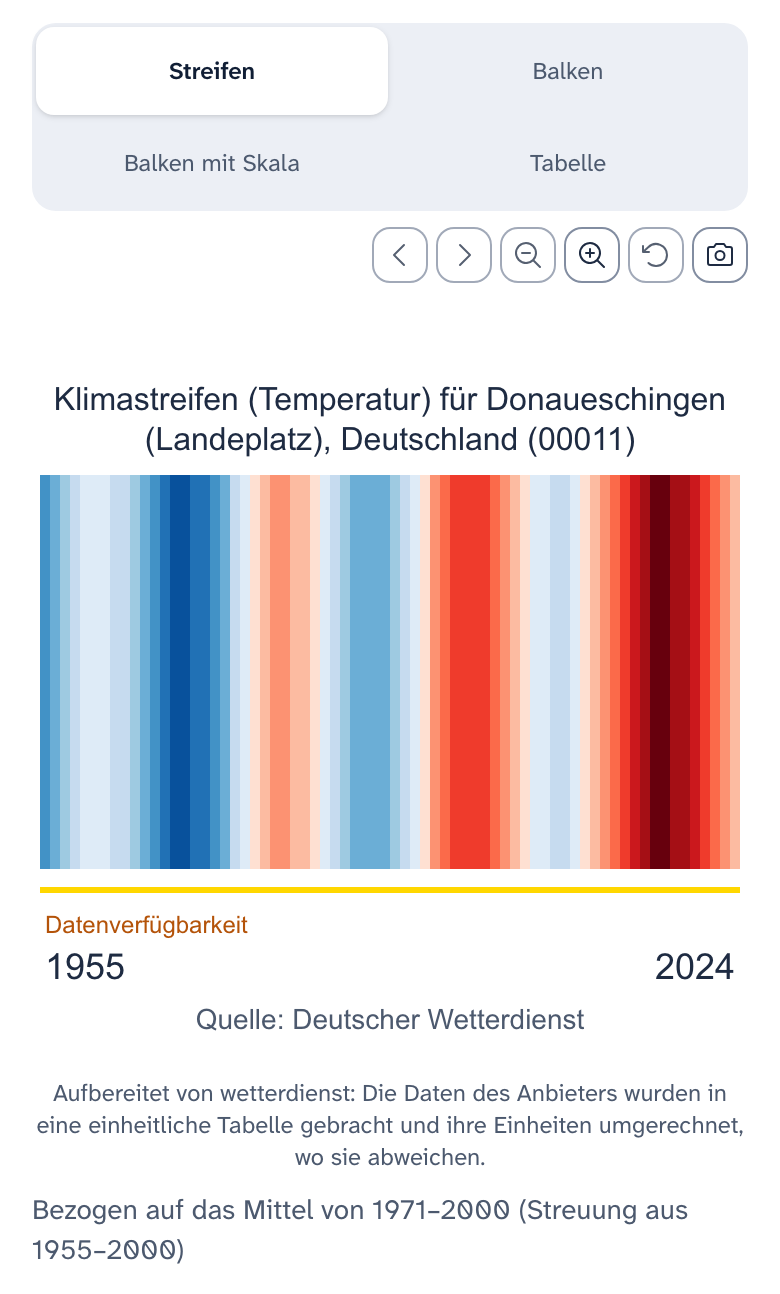 Streifen
Balken
Balken mit Skala
Tabelle
Klimastreifen (Temperatur) für Donaueschingen
(Landeplatz), Deutschland (00011)
Datenverfügbarkeit
1955
2024
Quelle: Deutscher Wetterdienst
Aufbereitet von wetterdienst: Die Daten des Anbieters wurden in
eine einheitliche Tabelle gebracht und ihre Einheiten umgerechnet,
wo sie abweichen.
Bezogen auf das Mittel von 1971–2000 (Streuung aus
1955–2000)